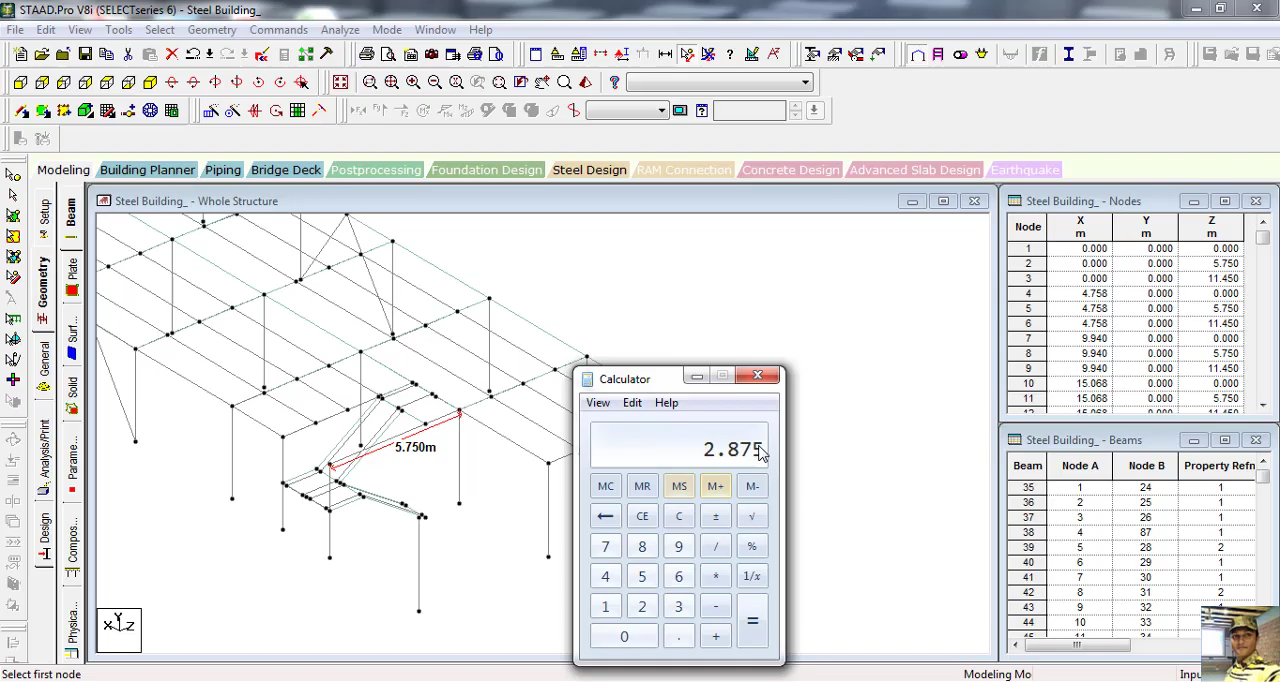 STAAD.Pro V8i (SELECTseries 6) - Steel Building_
File Edit View Tools Select Geometry Commands Analyze Mode Window Help
Modeling Building Planner Piping Bridge Deck Postprocessing Foundation Design Steel Design RAM Connection Concrete Design Advanced Slab Design Earthquake
Setup
Geometry
General
Analysis/Print
Design
Beam
Plate
Surf...
Solid
Parame...
Compos...
Physica...
Steel Building_ - Whole Structure
5.750m
X Y Z
Calculator
View Edit Help
2.875
MC MR MS M+ M-
← CE C ± √
7 8 9 / %
4 5 6 * 1/x
1 2 3 - =
0 . +
Steel Building_ - Nodes
Node X m Y m Z m
1 0.000 0.000 0.000
2 0.000 0.000 5.750
3 0.000 0.000 11.450
4 4.758 0.000 0.000
5 4.758 0.000 5.750
6 4.758 0.000 11.450
7 9.940 0.000 0.000
8 9.940 0.000 5.750
9 9.940 0.000 11.450
10 15.068 0.000 0.000
11 15.068 0.000 5.750
Steel Building_ - Beams
Beam Node A Node B Property Refn
35 1 24 1
36 2 25 1
37 3 26 1
38 4 87 1
39 5 28 2
40 6 29 1
41 7 30 1
42 8 31 2
43 9 32 1
44 10 33 1
Select first node
Modeling Mo
Inpu